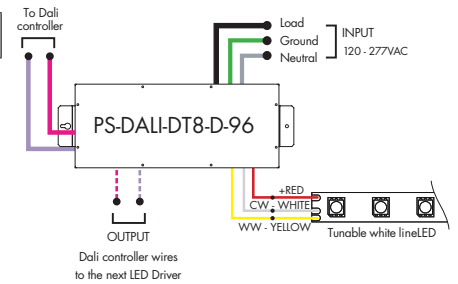 To Dali
controller
Load
Ground
Neutral
INPUT
120 - 277VAC
PS-DALI-DT8-D-96
+RED
CW - WHITE
WW - YELLOW
Tunable white lineLED
OUTPUT
Dali controller wires
to the next LED Driver